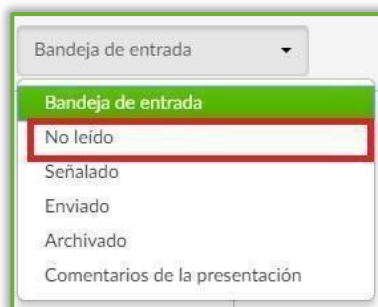 Bandeja de entrada
Bandeja de entrada
No leído
Señalado
Enviado
Archivado
Comentarios de la presentación